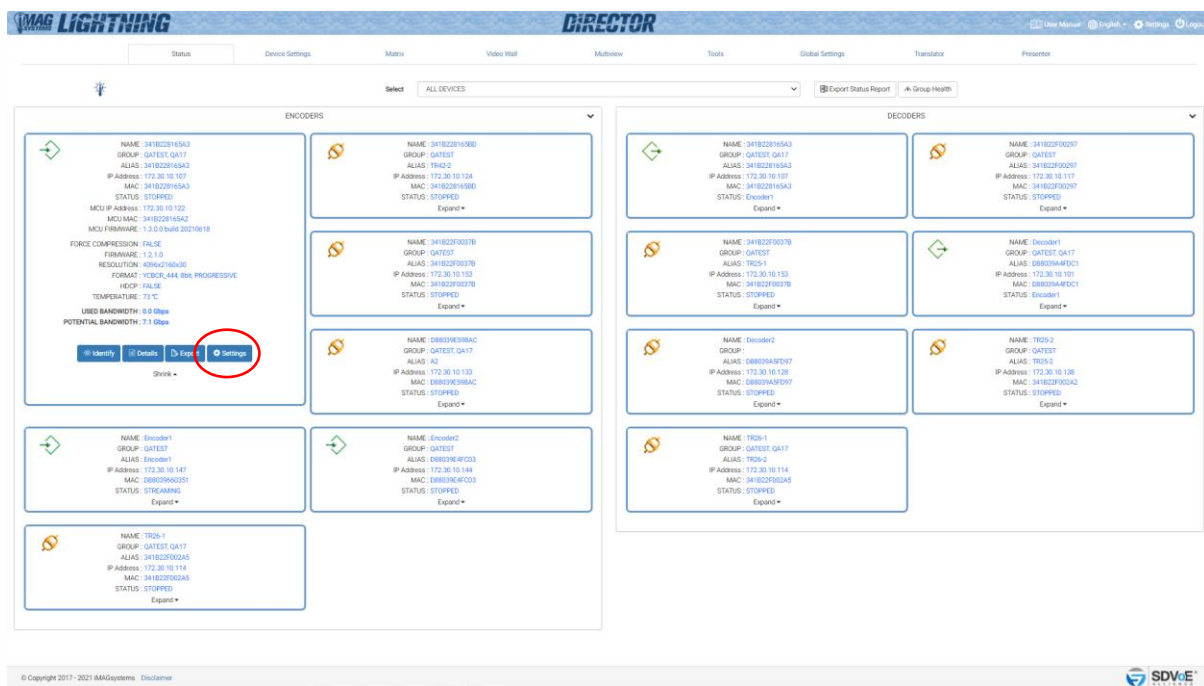 iMAG SYSTEMS LIGHTNING
DiRECTOR
User Manual English Settings Logout
Status Device Settings Matrix Video Wall Multiview Tools Global Settings Translator Presenter
Select ALL DEVICES Export Status Report Group Health
ENCODERS
NAME : 341B228165A3
GROUP : QATEST, QA17
ALIAS : 341B228165A3
IP Address : 172.30.10.107
MAC : 341B228165A3
STATUS : STOPPED
MCU IP Address : 172.30.10.122
MCU MAC : 341B228165A2
MCU FIRMWARE : 1.3.0.0 build 20210618
FORCE COMPRESSION : FALSE
FIRMWARE : 1.2.1.0
RESOLUTION : 4096x2160x30
FORMAT : YCBCR_444, 8bit, PROGRESSIVE
HDCP : FALSE
TEMPERATURE : 73 °C
USED BANDWIDTH : 0.0 Gbps
POTENTIAL BANDWIDTH : 7.1 Gbps
Identify Details Export Settings
Shrink
NAME : 341B228165BD
GROUP : QATEST
ALIAS : TR42-2
IP Address : 172.30.10.124
MAC : 341B228165BD
STATUS : STOPPED
Expand
NAME : 341B22F0037B
GROUP : QATEST
ALIAS : 341B22F0037B
IP Address : 172.30.10.153
MAC : 341B22F0037B
STATUS : STOPPED
Expand
NAME : D88039E598AC
GROUP : QATEST, QA17
ALIAS : A2
IP Address : 172.30.10.133
MAC : D88039E598AC
STATUS : STOPPED
Expand
NAME : Encoder1
GROUP : QATEST
ALIAS : Encoder1
IP Address : 172.30.10.147
MAC : D88039660351
STATUS : STREAMING
Expand
NAME : Encoder2
GROUP : QATEST
ALIAS : D88039E4FC03
IP Address : 172.30.10.144
MAC : D88039E4FC03
STATUS : STOPPED
Expand
NAME : TR26-1
GROUP : QATEST, QA17
ALIAS : 341B22F002A5
IP Address : 172.30.10.114
MAC : 341B22F002A5
STATUS : STOPPED
Expand
DECODERS
NAME : 341B228165A3
GROUP : QATEST, QA17
ALIAS : 341B228165A3
IP Address : 172.30.10.107
MAC : 341B228165A3
STATUS : Encoder1
Expand
NAME : 341B22F00297
GROUP : QATEST
ALIAS : 341B22F00297
IP Address : 172.30.10.117
MAC : 341B22F00297
STATUS : STOPPED
Expand
NAME : 341B22F0037B
GROUP : QATEST
ALIAS : TR25-1
IP Address : 172.30.10.153
MAC : 341B22F0037B
STATUS : STOPPED
Expand
NAME : Decoder1
GROUP : QATEST, QA17
ALIAS : D88039A4FDC1
IP Address : 172.30.10.101
MAC : D88039A4FDC1
STATUS : Encoder1
Expand
NAME : Decoder2
GROUP :
ALIAS : D88039A5FD97
IP Address : 172.30.10.128
MAC : D88039A5FD97
STATUS : STOPPED
Expand
NAME : TR25-2
GROUP : QATEST
ALIAS : TR25-2
IP Address : 172.30.10.138
MAC : 341B22F002A2
STATUS : STOPPED
Expand
NAME : TR26-1
GROUP : QATEST, QA17
ALIAS : TR26-2
IP Address : 172.30.10.114
MAC : 341B22F002A5
STATUS : STOPPED
Expand
© Copyright 2017 - 2021 iMAGsystems Disclaimer
SDVoE
ALLIANCE